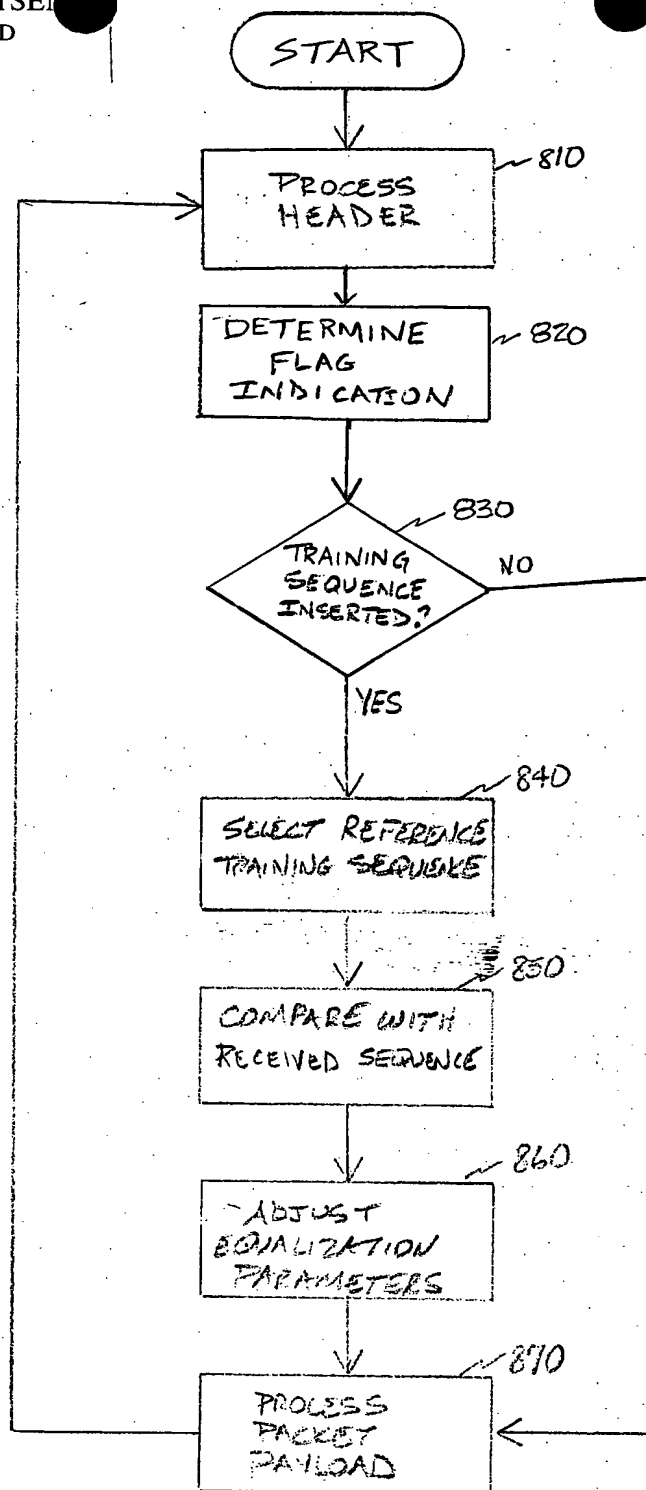 D
START
810
PROCESS
HEADER
820
DETERMINE
FLAG
INDICATION
830
TRAINING
SEQUENCE
INSERTED?
NO
YES
840
SELECT REFERENCE
TRAINING SEQUENCE
850
COMPARE WITH
RECEIVED SEQUENCE
860
ADJUST
EQUALIZATION
PARAMETERS
870
PROCESS
PACKET
PAYLOAD